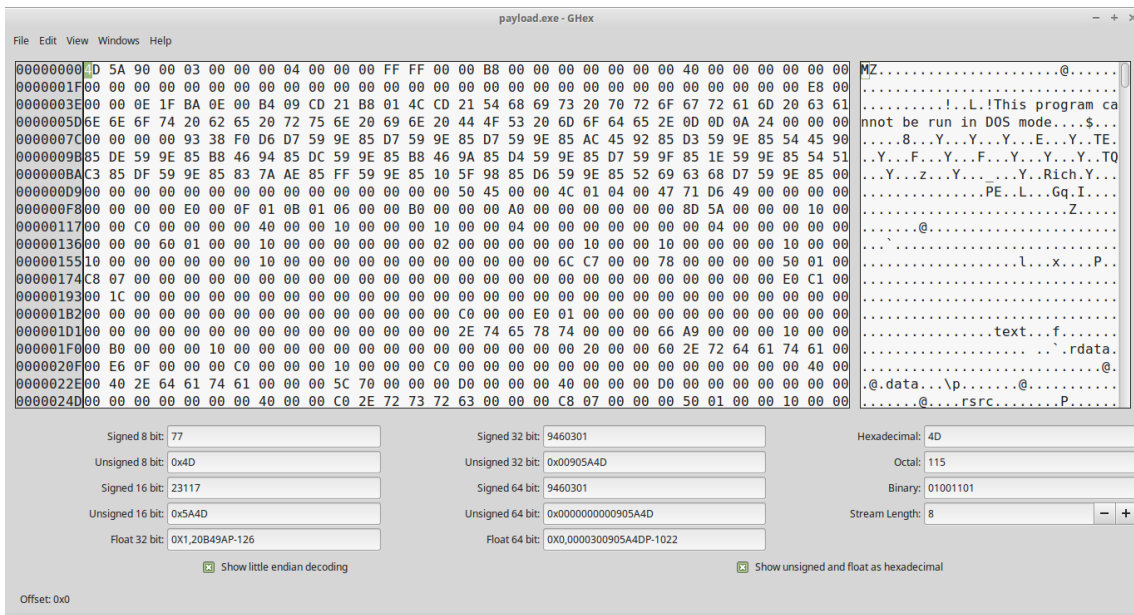 payload.exe - GHex
File Edit View Windows Help
00000000 4D 5A 90 00 03 00 00 00 04 00 00 00 FF FF 00 00 B8 00 00 00 00 00 00 00 40 00 00 00 00 00 00 MZ......................@......
0000001F 00 00 00 00 00 00 00 00 00 00 00 00 00 00 00 00 00 00 00 00 00 00 00 00 00 00 00 00 00 E8 00 ...............................
0000003E 00 00 0E 1F BA 0E 00 B4 09 CD 21 B8 01 4C CD 21 54 68 69 73 20 70 72 6F 67 72 61 6D 20 63 61 ..........!..L.!This program ca
0000005D 6E 6E 6F 74 20 62 65 20 72 75 6E 20 69 6E 20 44 4F 53 20 6D 6F 64 65 2E 0D 0D 0A 24 00 00 00 nnot be run in DOS mode....$...
0000007C 00 00 00 00 93 38 F0 D6 D7 59 9E 85 D7 59 9E 85 D7 59 9E 85 AC 45 92 85 D3 59 9E 85 54 45 90 .....8...Y...Y...Y...E...Y..TE.
0000009B 85 DE 59 9E 85 B8 46 94 85 DC 59 9E 85 B8 46 9A 85 D4 59 9E 85 D7 59 9F 85 1E 59 9E 85 54 51 ..Y...F...Y...F...Y...Y...Y..TQ
000000BA C3 85 DF 59 9E 85 83 7A AE 85 FF 59 9E 85 10 5F 98 85 D6 59 9E 85 52 69 63 68 D7 59 9E 85 00 ...Y...z...Y..._...Y..Rich.Y...
000000D9 00 00 00 00 00 00 00 00 00 00 00 00 00 00 00 50 45 00 00 4C 01 04 00 47 71 D6 49 00 00 00 00 ...............PE..L...Gq.I....
000000F8 00 00 00 00 E0 00 0F 01 0B 01 06 00 00 B0 00 00 00 A0 00 00 00 00 00 00 8D 5A 00 00 00 10 00 .........................Z.....
00000117 00 00 C0 00 00 00 00 40 00 00 10 00 00 00 10 00 00 04 00 00 00 00 00 00 00 04 00 00 00 00 00 .......@.......................
00000136 00 00 00 60 01 00 00 10 00 00 00 00 00 00 02 00 00 00 00 00 10 00 00 10 00 00 00 00 10 00 00 ...`...........................
00000155 10 00 00 00 00 00 00 10 00 00 00 00 00 00 00 00 00 00 00 6C C7 00 00 78 00 00 00 00 50 01 00 ...................l...x....P..
00000174 C8 07 00 00 00 00 00 00 00 00 00 00 00 00 00 00 00 00 00 00 00 00 00 00 00 00 00 00 E0 C1 00 ...............................
00000193 00 1C 00 00 00 00 00 00 00 00 00 00 00 00 00 00 00 00 00 00 00 00 00 00 00 00 00 00 00 00 00 ...............................
000001B2 00 00 00 00 00 00 00 00 00 00 00 00 00 00 00 C0 00 00 E0 01 00 00 00 00 00 00 00 00 00 00 00 ...............................
000001D1 00 00 00 00 00 00 00 00 00 00 00 00 00 00 00 2E 74 65 78 74 00 00 00 66 A9 00 00 00 10 00 00 ................text...f.......
000001F0 00 B0 00 00 00 10 00 00 00 00 00 00 00 00 00 00 00 00 00 00 20 00 00 60 2E 72 64 61 74 61 00 .................... ..`.rdata.
0000020F 00 E6 0F 00 00 00 C0 00 00 00 10 00 00 00 C0 00 00 00 00 00 00 00 00 00 00 00 00 00 00 40 00 .............................@.
0000022E 00 40 2E 64 61 74 61 00 00 00 5C 70 00 00 00 D0 00 00 00 40 00 00 00 D0 00 00 00 00 00 00 00 .@.data...\p.......@...........
0000024D 00 00 00 00 00 00 40 00 00 C0 2E 72 73 72 63 00 00 00 C8 07 00 00 00 50 01 00 00 10 00 00 00 .......@....rsrc........P......
Signed 8 bit: 77 Signed 32 bit: 9460301 Hexadecimal: 4D
Unsigned 8 bit: 0x4D Unsigned 32 bit: 0x00905A4D Octal: 115
Signed 16 bit: 23117 Signed 64 bit: 9460301 Binary: 01001101
Unsigned 16 bit: 0x5A4D Unsigned 64 bit: 0x0000000000905A4D Stream Length: 8
Float 32 bit: 0X1,20B49AP-126 Float 64 bit: 0X0,0000300905A4DP-1022
Show little endian decoding Show unsigned and float as hexadecimal
Offset: 0x0